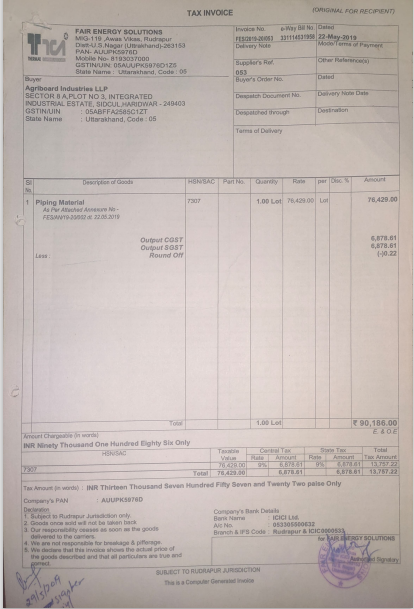 TAX INVOICE
(ORIGINAL FOR RECIPIENT)
FAIR ENERGY SOLUTIONS
MIG-119 ,Awas Vikas, Rudrapur
Distt-U.S.Nagar (Uttrakhand)-263153
PAN- AUUPK5976D
Mobile No- 8193037000
GSTIN/UIN: 05AUUPK5976D1Z6
State Name : Uttarakhand, Code : 05
Invoice No.
e-Way Bill No
Dated
FES/2019-20/053
331114031956
22-May-2019
Delivery Note
Mode/Terms of Payment
Supplier's Ref.
Other Reference(s)
053
Buyer
Agriboard Industries LLP
SECTOR 8 A,PLOT NO 3, INTEGRATED
INDUSTRIAL ESTATE, SIDCUL HARIDWAR - 249403
GSTIN/UIN : 05ABFFA2585C1ZT
State Name : Uttarakhand, Code : 05
Buyer's Order No.
Dated
Despatch Document No.
Delivery Note Date
Despatched through
Destination
Terms of Delivery
Sl No.
Description of Goods
HSN/SAC
Part No.
Quantity
Rate
per
Disc. %
Amount
1 Piping Material 7307 1.00 Lot 76,429.00 Lot 76,429.00
As Per Attached Annexure No -
FES/AN/19-20/052 dt. 22.05.2019
Output CGST 6,878.61
Output SGST 6,878.61
Less : Round Off (-)0.22
Total 1.00 Lot ₹ 90,186.00
Amount Chargeable (in words) E. & O.E
INR Ninety Thousand One Hundred Eighty Six Only
HSN/SAC Taxable Value Central Tax Rate Amount State Tax Rate Amount Total Tax Amount
7307 76,429.00 9% 6,878.61 9% 6,878.61 13,757.22
Total 76,429.00 6,878.61 6,878.61 13,757.22
Tax Amount (in words) : INR Thirteen Thousand Seven Hundred Fifty Seven and Twenty Two paise Only
Company's PAN : AUUPK5976D
Declaration
1. Subject to Rudrapur Jurisdiction only.
2. Goods once sold will not be taken back
3. Our responsibility ceases as soon as the goods
delivered to the carriers.
4. We are not responsible for breakage & pilferage.
5. We declare that this invoice shows the actual price of
the goods described and that all particulars are true and
correct.
Company's Bank Details
Bank Name : ICICI Ltd.
A/c No. : 053305500632
Branch & IFS Code : Rudrapur & ICIC0000533
for FAIR ENERGY SOLUTIONS
Authorised Signatory
SUBJECT TO RUDRAPUR JURISDICTION
This is a Computer Generated Invoice